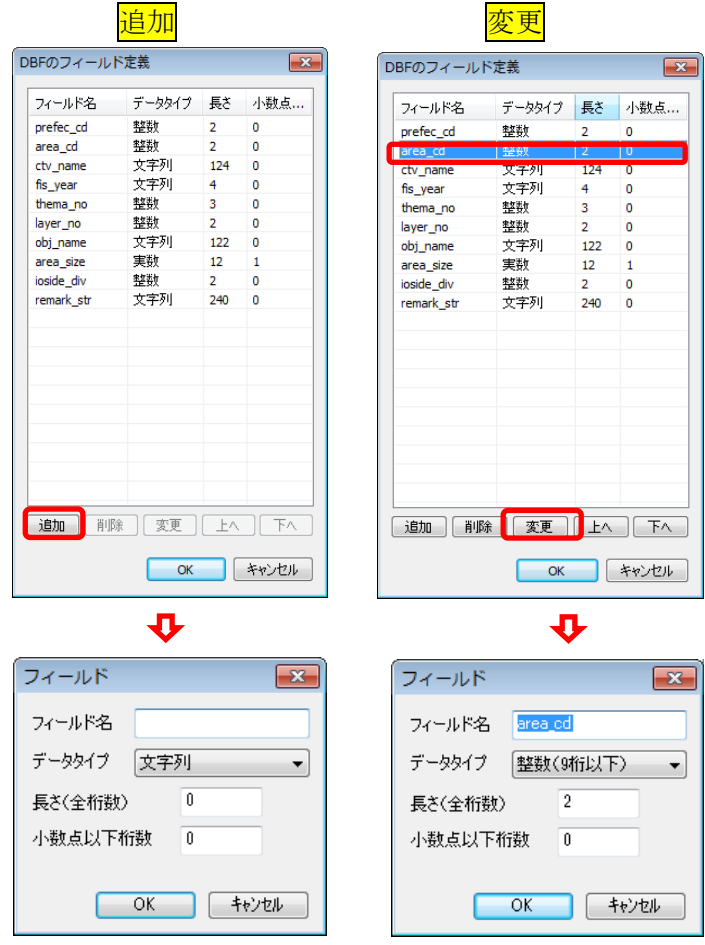 追加
DBFのフィールド定義
フィールド名 データタイプ 長さ 小数点...
prefec_cd 整数 2 0
area_cd 整数 2 0
ctv_name 文字列 124 0
fis_year 文字列 4 0
thema_no 整数 3 0
layer_no 整数 2 0
obj_name 文字列 122 0
area_size 実数 12 1
ioside_div 整数 2 0
remark_str 文字列 240 0
追加 削除 変更 上へ 下へ
OK キャンセル
フィールド
フィールド名
データタイプ 文字列
長さ(全桁数) 0
小数点以下桁数 0
OK キャンセル
変更
DBFのフィールド定義
フィールド名 データタイプ 長さ 小数点...
prefec_cd 整数 2 0
area_cd 整数 2 0
ctv_name 文字列 124 0
fis_year 文字列 4 0
thema_no 整数 3 0
layer_no 整数 2 0
obj_name 文字列 122 0
area_size 実数 12 1
ioside_div 整数 2 0
remark_str 文字列 240 0
追加 削除 変更 上へ 下へ
OK キャンセル
フィールド
フィールド名 area_cd
データタイプ 整数(9桁以下)
長さ(全桁数) 2
小数点以下桁数 0
OK キャンセル